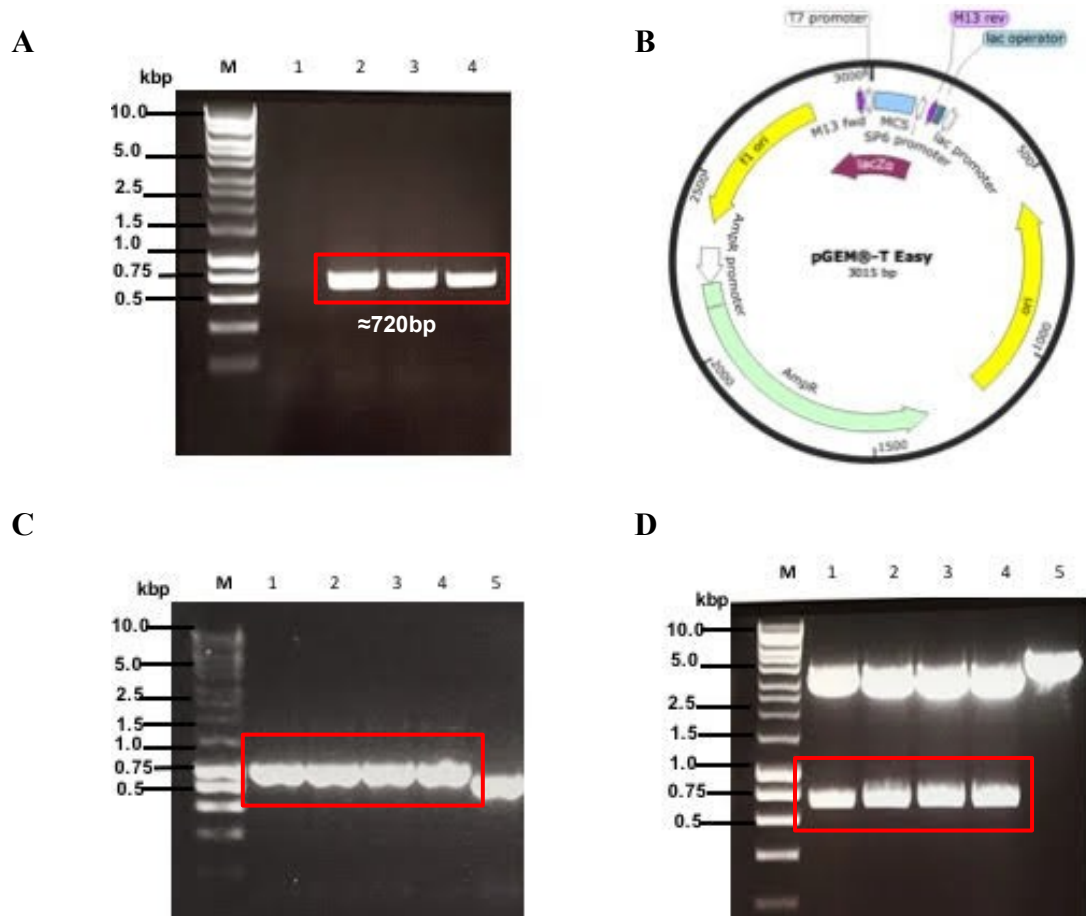 A
kbp M 1 2 3 4
10.0
5.0
2.5
1.5
1.0
0.75
0.5
≈720bp
B
T7 promoter
M13 rev
lac operator
3000
M13 fwd
MCS
SP6 promoter
lac promoter
lacZα
f1 ori
500
2500
AmpR promoter
pGEM®-T Easy
3015 bp
ori
1000
AmpR
2000
1500
C
kbp M 1 2 3 4 5
10.0
5.0
2.5
1.5
1.0
0.75
0.5
D
kbp M 1 2 3 4 5
10.0
5.0
2.5
1.5
1.0
0.75
0.5